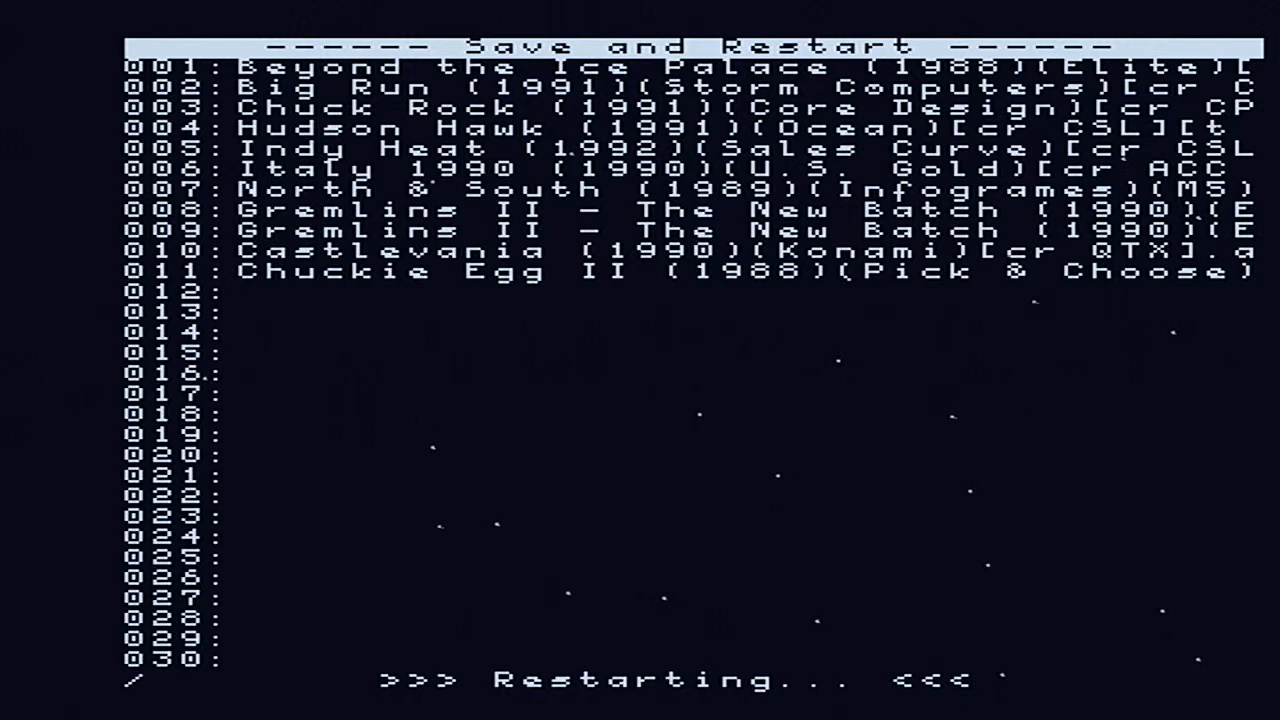 ------ Save and Restart ------
001: Beyond the Ice Palace (1988)(Elite)[
002: Big Run (1991)(Storm Computers)[cr C
003: Chuck Rock (1991)(Core Design)[cr CP
004: Hudson Hawk (1991)(Ocean)[cr CSL][t
005: Indy Heat (1992)(Sales Curve)[cr CSL
006: Italy 1990 (1990)(U.S. Gold)[cr ACC
007: North & South (1989)(Infogrames)(M5)
008: Gremlins II - The New Batch (1990)(E
009: Gremlins II - The New Batch (1990)(E
010: Castlevania (1990)(Konami)[cr QTX].a
011: Chuckie Egg II (1988)(Pick & Choose)
012:
013:
014:
015:
016:
017:
018:
019:
020:
021:
022:
023:
024:
025:
026:
027:
028:
029:
030:
/ >>> Restarting... <<<